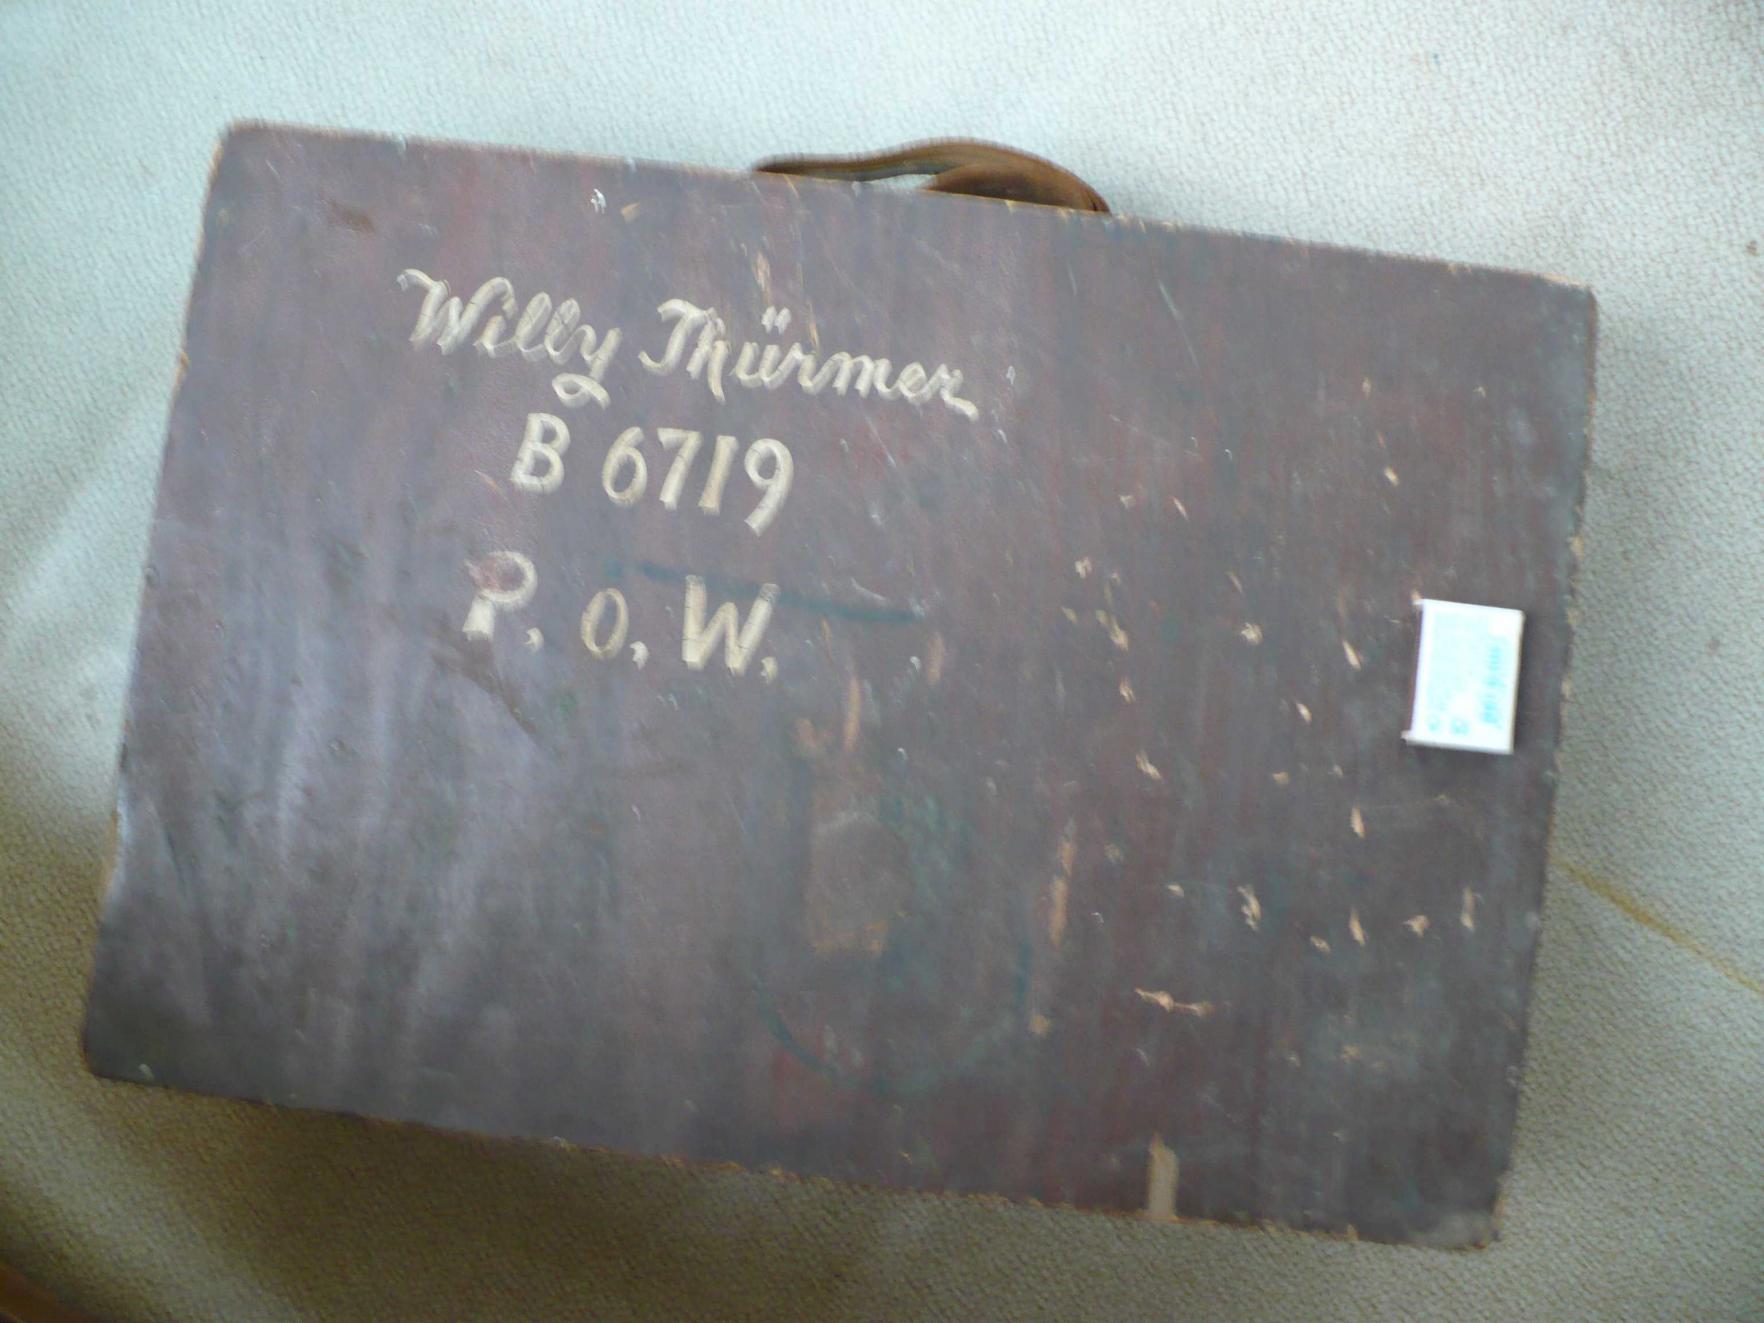 Willy Thürmer
B 6719
P. O. W.